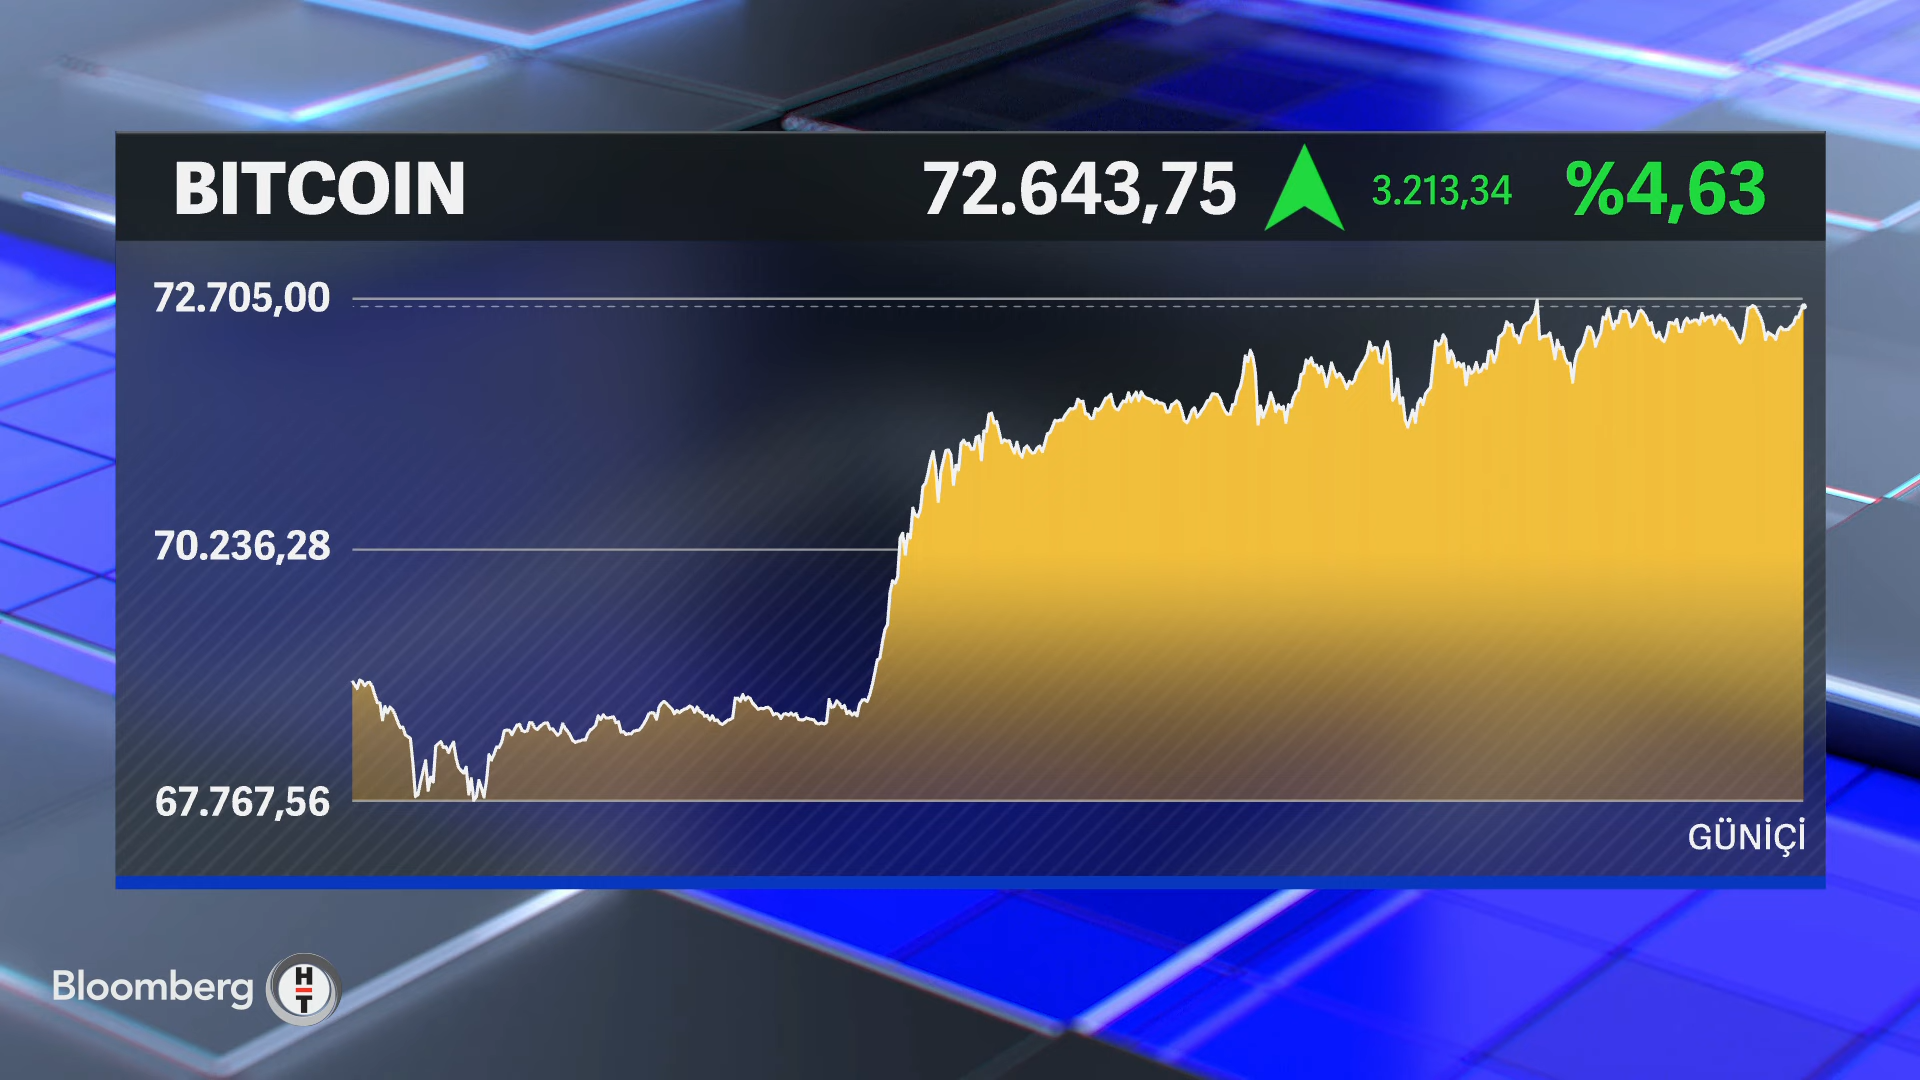 BITCOIN 72.643,75 3.213,34 %4,63
72.705,00
70.236,28
67.767,56
GÜNİÇİ
Bloomberg HT